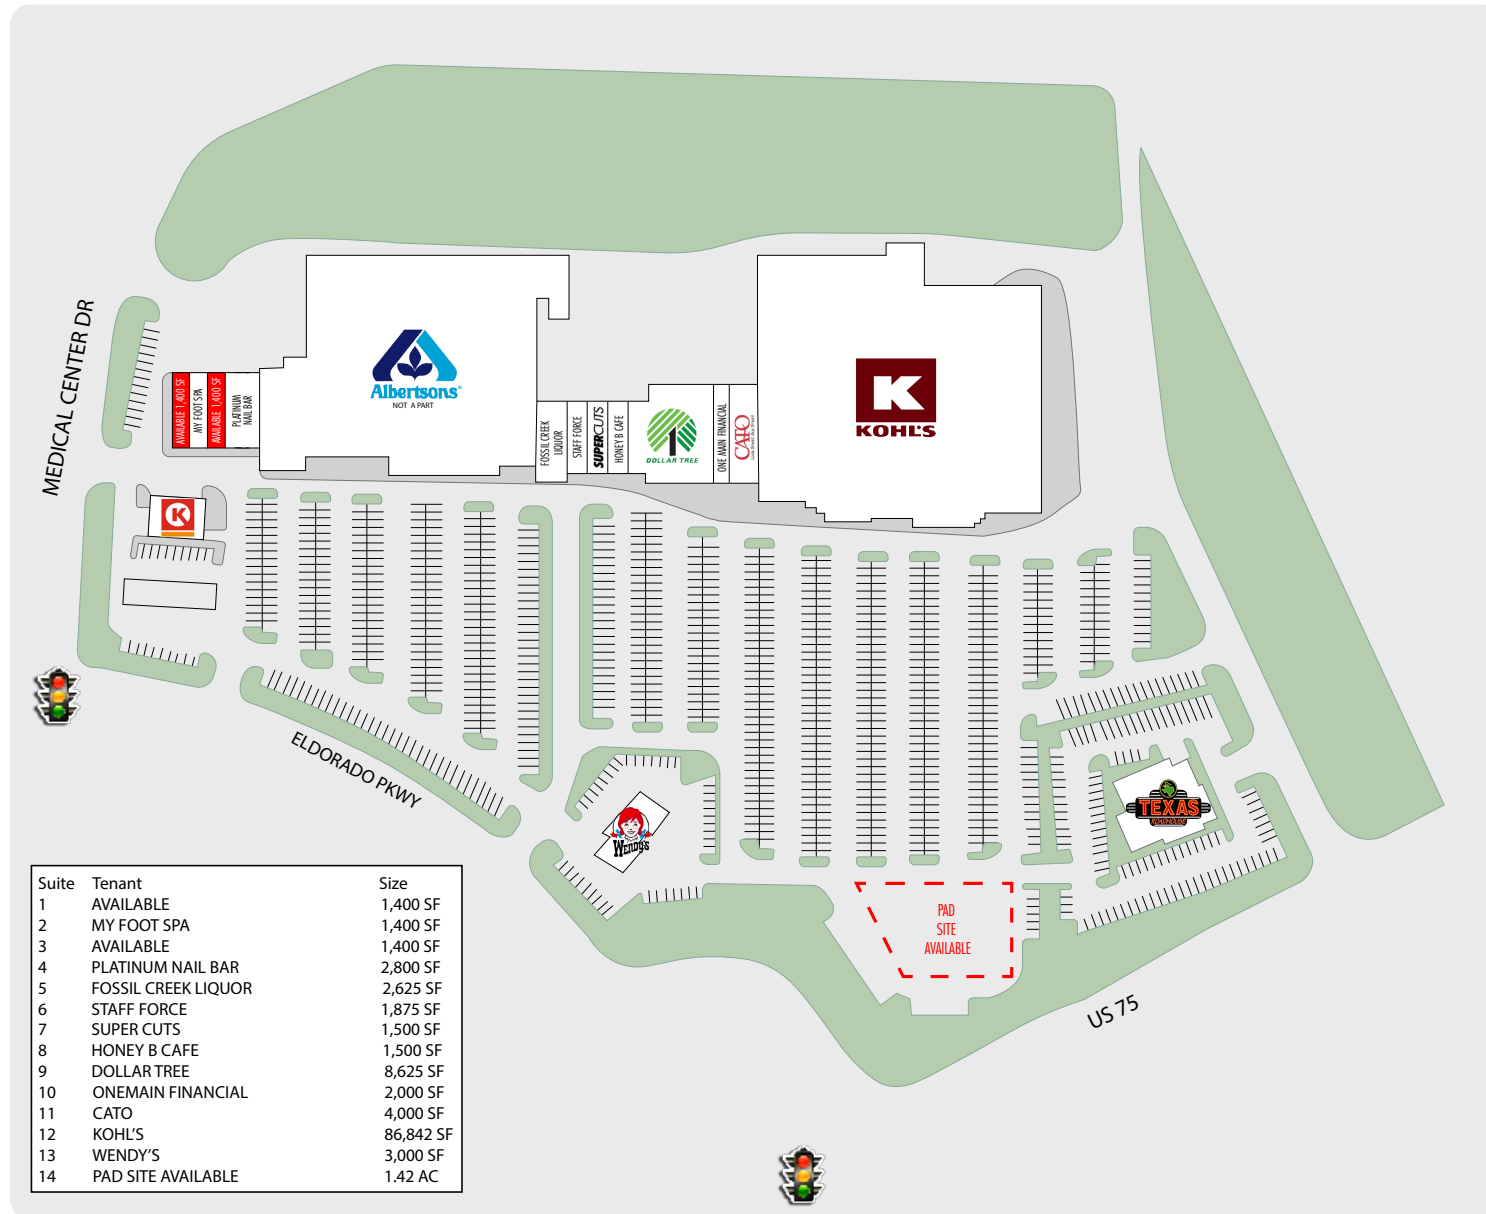 MEDICAL CENTER DR
AVAILABLE 1,400 SF
MY FOOT SPA
AVAILABLE 1,400 SF
PLATINUM
NAIL BAR
Albertsons
NOT A PART
FOSSIL CREEK
LIQUOR
STAFF FORCE
SUPERCUTS
HONEY B CAFE
DOLLAR TREE
ONE MAIN FINANCIAL
CATO
K
KOHL'S
K
ELDORADO PKWY
WENDY'S
TEXAS
ROADHOUSE
PAD
SITE
AVAILABLE
US 75
Suite Tenant Size
1 AVAILABLE 1,400 SF
2 MY FOOT SPA 1,400 SF
3 AVAILABLE 1,400 SF
4 PLATINUM NAIL BAR 2,800 SF
5 FOSSIL CREEK LIQUOR 2,625 SF
6 STAFF FORCE 1,875 SF
7 SUPER CUTS 1,500 SF
8 HONEY B CAFE 1,500 SF
9 DOLLAR TREE 8,625 SF
10 ONEMAIN FINANCIAL 2,000 SF
11 CATO 4,000 SF
12 KOHL'S 86,842 SF
13 WENDY'S 3,000 SF
14 PAD SITE AVAILABLE 1.42 AC